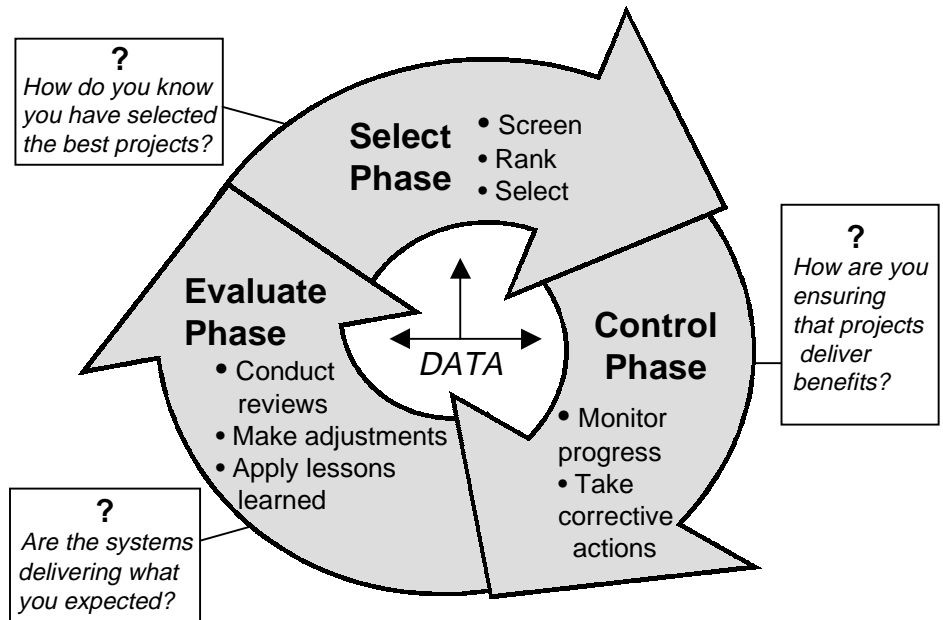 ?
How do you know
you have selected
the best projects?
Select
Phase
• Screen
• Rank
• Select
?
How are you
ensuring
that projects
deliver
benefits?
Control
Phase
• Monitor
progress
• Take
corrective
actions
Evaluate
Phase
• Conduct
reviews
• Make adjustments
• Apply lessons
learned
?
Are the systems
delivering what
you expected?
DATA